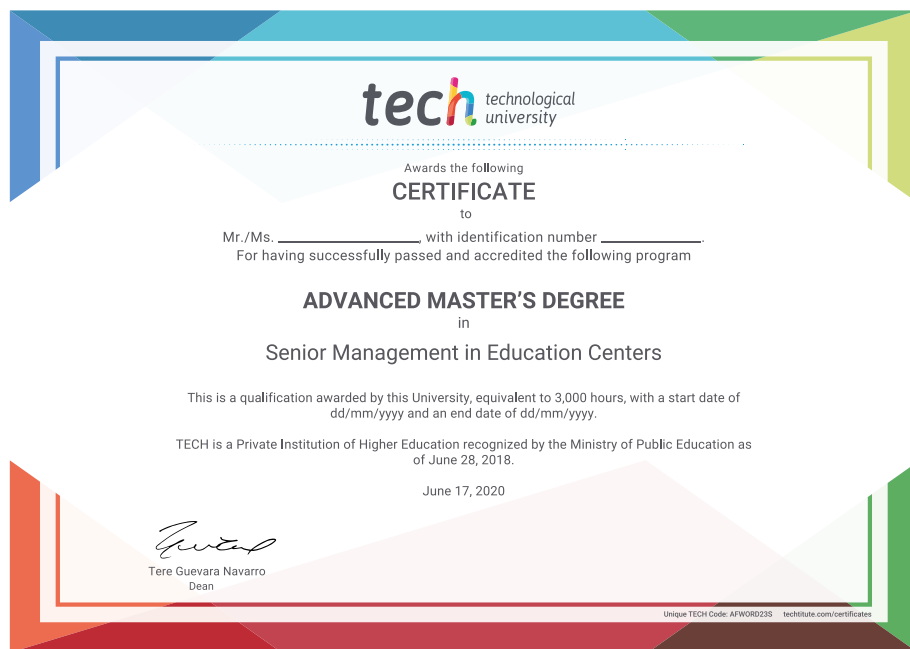 tech technological
university
Awards the following
CERTIFICATE
to
Mr./Ms. ____________, with identification number ____________.
For having successfully passed and accredited the following program
ADVANCED MASTER’S DEGREE
in
Senior Management in Education Centers
This is a qualification awarded by this University, equivalent to 3,000 hours, with a start date of
dd/mm/yyyy and an end date of dd/mm/yyyy.
TECH is a Private Institution of Higher Education recognized by the Ministry of Public Education as
of June 28, 2018.
June 17, 2020
Tere Guevara Navarro
Dean
Unique TECH Code: AFWORD23S techtitute.com/certificates